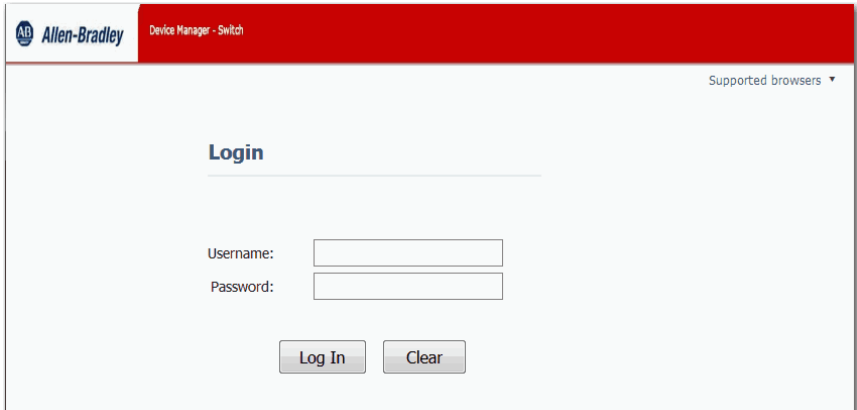 AB Allen-Bradley
Device Manager - Switch
Supported browsers ▼
Login
Username:
Password:
Log In Clear